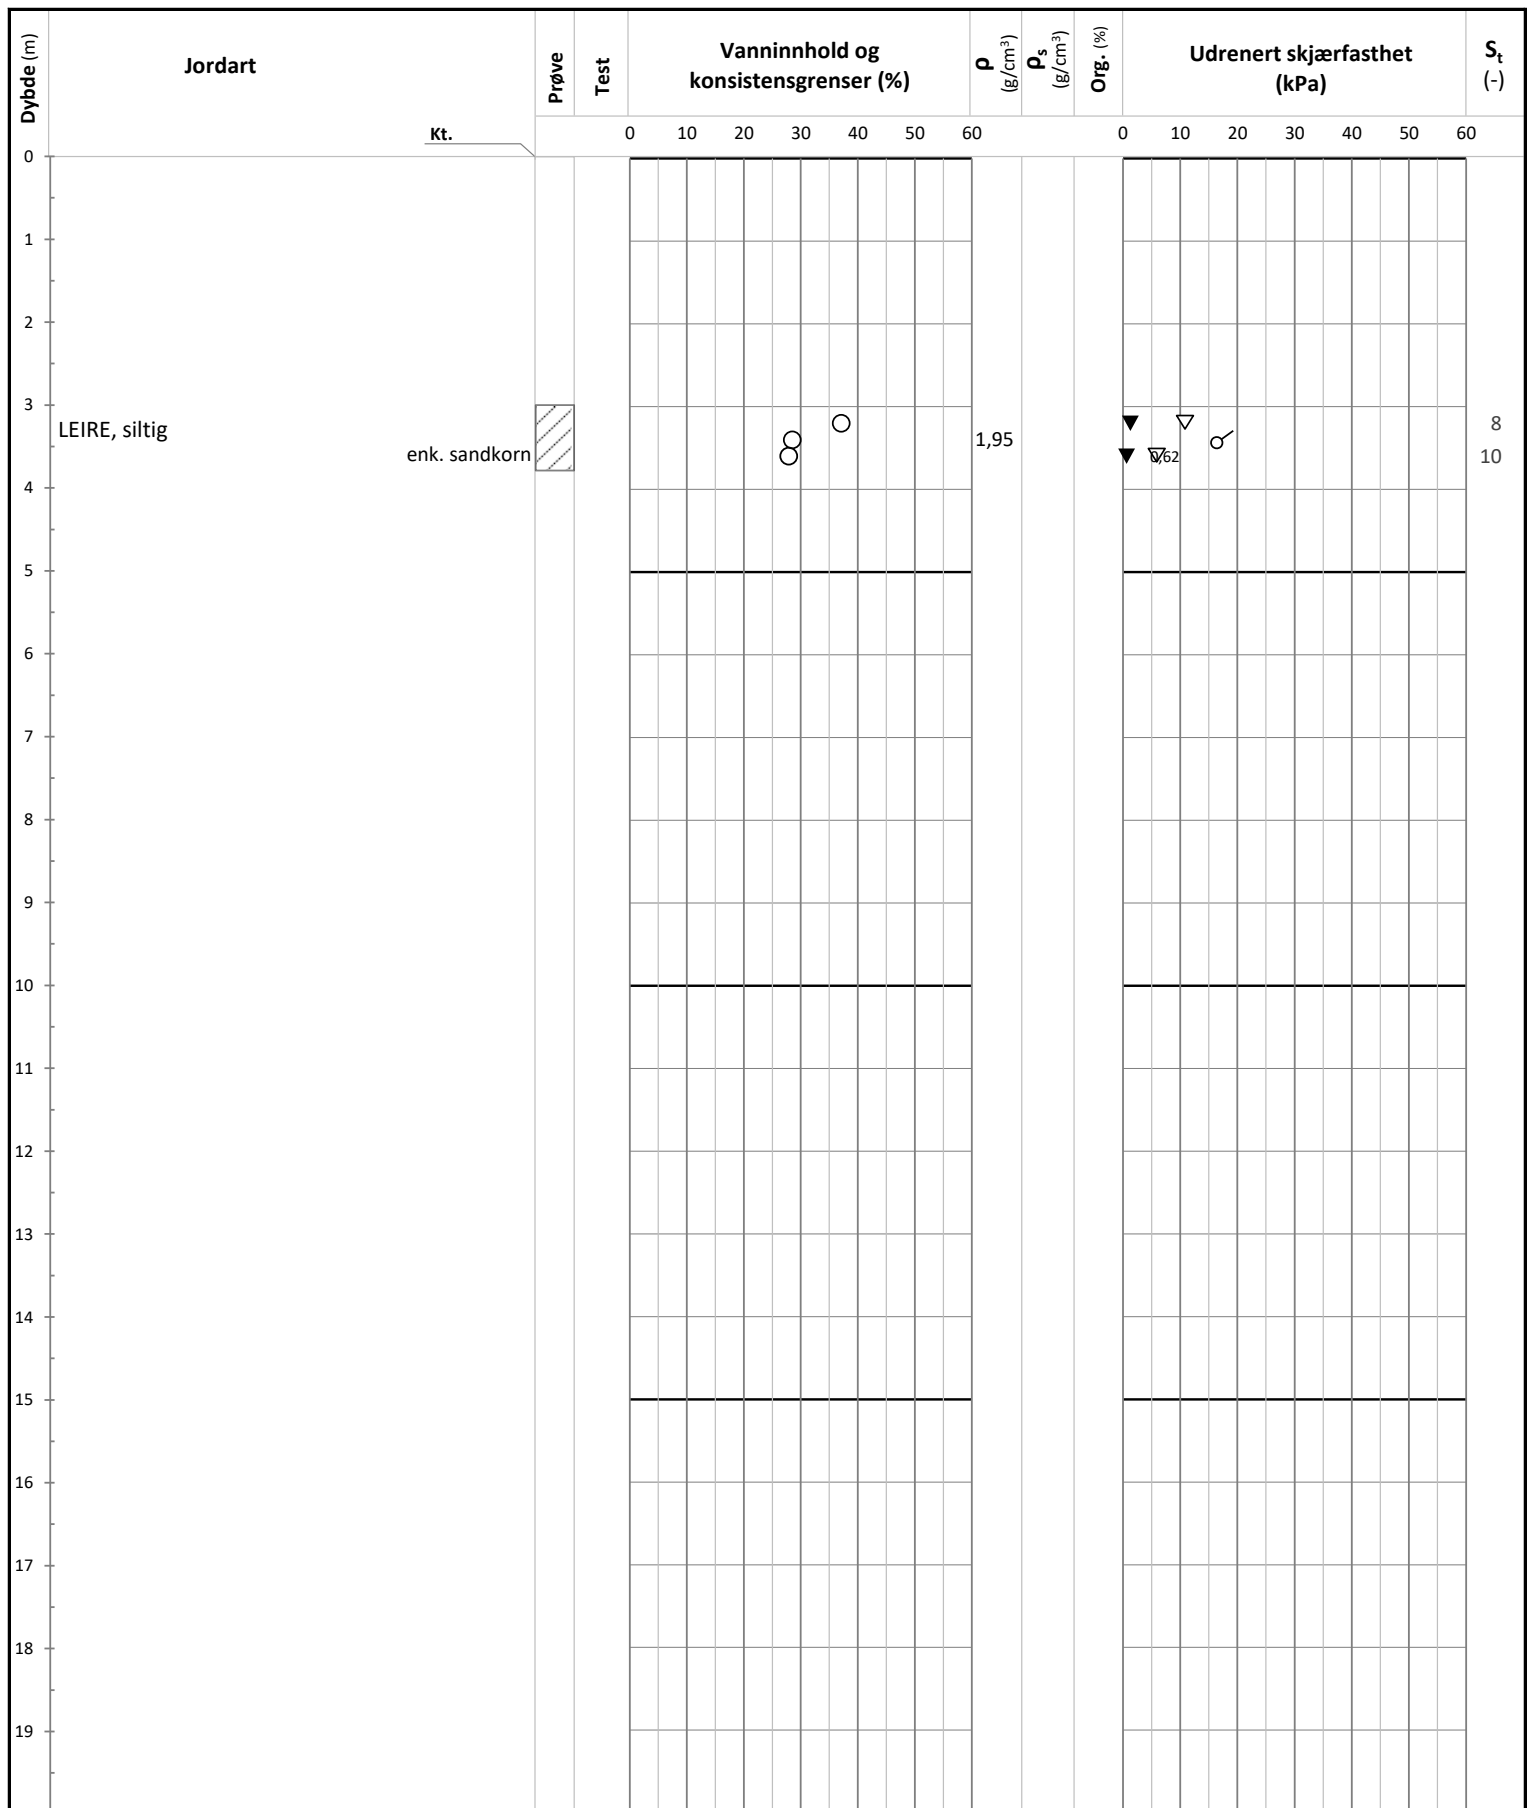 Dybde (m)
Jordart
Kt.
Prøve
Test
Vanninnhold og
konsistensgrenser (%)
0 10 20 30 40 50 60
ρ
(g/cm³)
ρs
(g/cm³)
Org. (%)
Udrenert skjærfasthet
(kPa)
0 10 20 30 40 50 60
St
(-)
0
1
2
3
LEIRE, siltig
8
1,95
enk. sandkorn
0,62
10
4
5
6
7
8
9
10
11
12
13
14
15
16
17
18
19